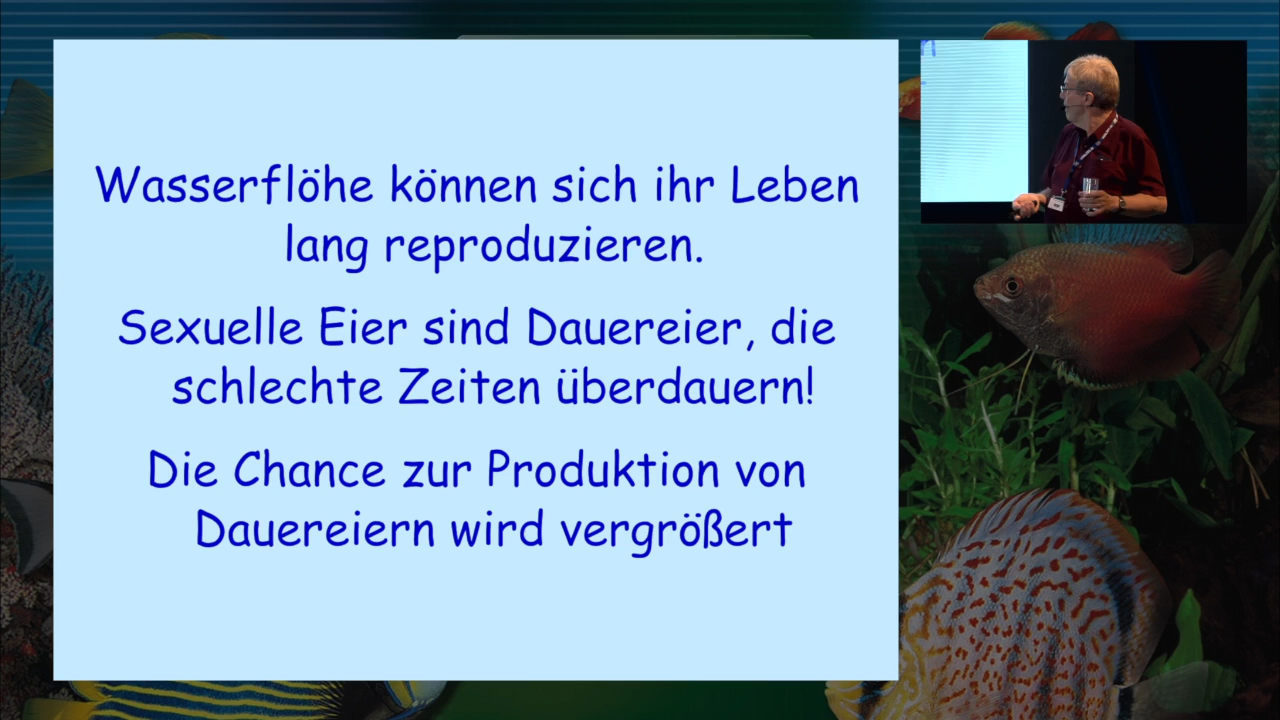 Wasserflöhe können sich ihr Leben
lang reproduzieren.
Sexuelle Eier sind Dauereier, die
schlechte Zeiten überdauern!
Die Chance zur Produktion von
Dauereiern wird vergrößert